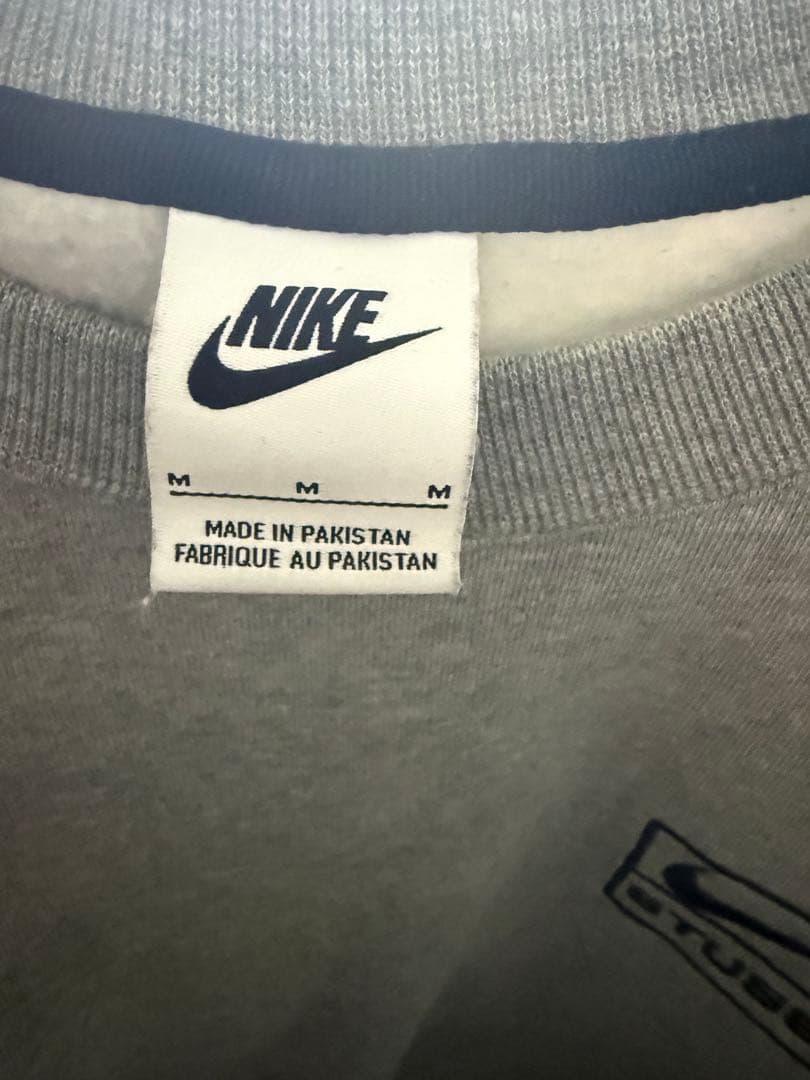 NIKE
M M M
MADE IN PAKISTAN
FABRIQUE AU PAKISTAN